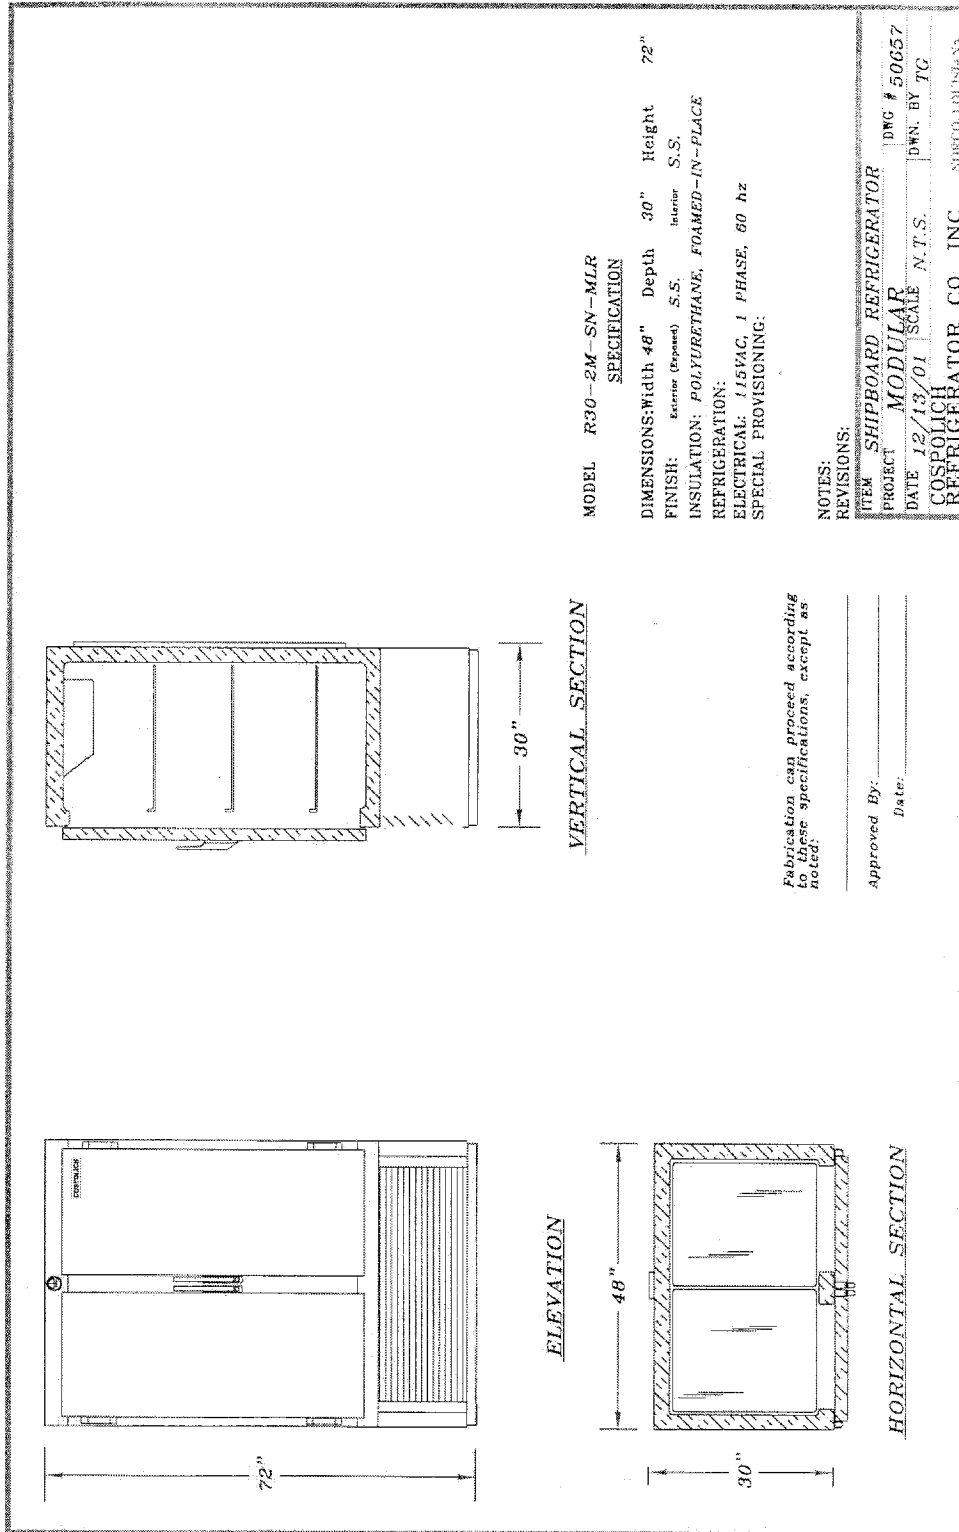 COSPOLICH
72"
ELEVATION
30"
VERTICAL SECTION
48"
30"
HORIZONTAL SECTION
MODEL R30-2M-SN-MLR
SPECIFICATION
DIMENSIONS:Width 48" Depth 30" Height 72"
FINISH: Exterior (Exposed) S.S. Interior S.S.
INSULATION: POLYURETHANE, FOAMED-IN-PLACE
REFRIGERATION:
ELECTRICAL: 115VAC, 1 PHASE, 60 hz
SPECIAL PROVISIONING:
NOTES:
REVISIONS:
Fabrication can proceed according
to these specifications, except as
noted:
Approved By:
Date:
ITEM SHIPBOARD REFRIGERATOR
PROJECT MODULAR DWG # 50657
DATE 12/13/01 SCALE N.T.S. DWN. BY TG
COSPOLICH
REFRIGERATOR CO. INC.